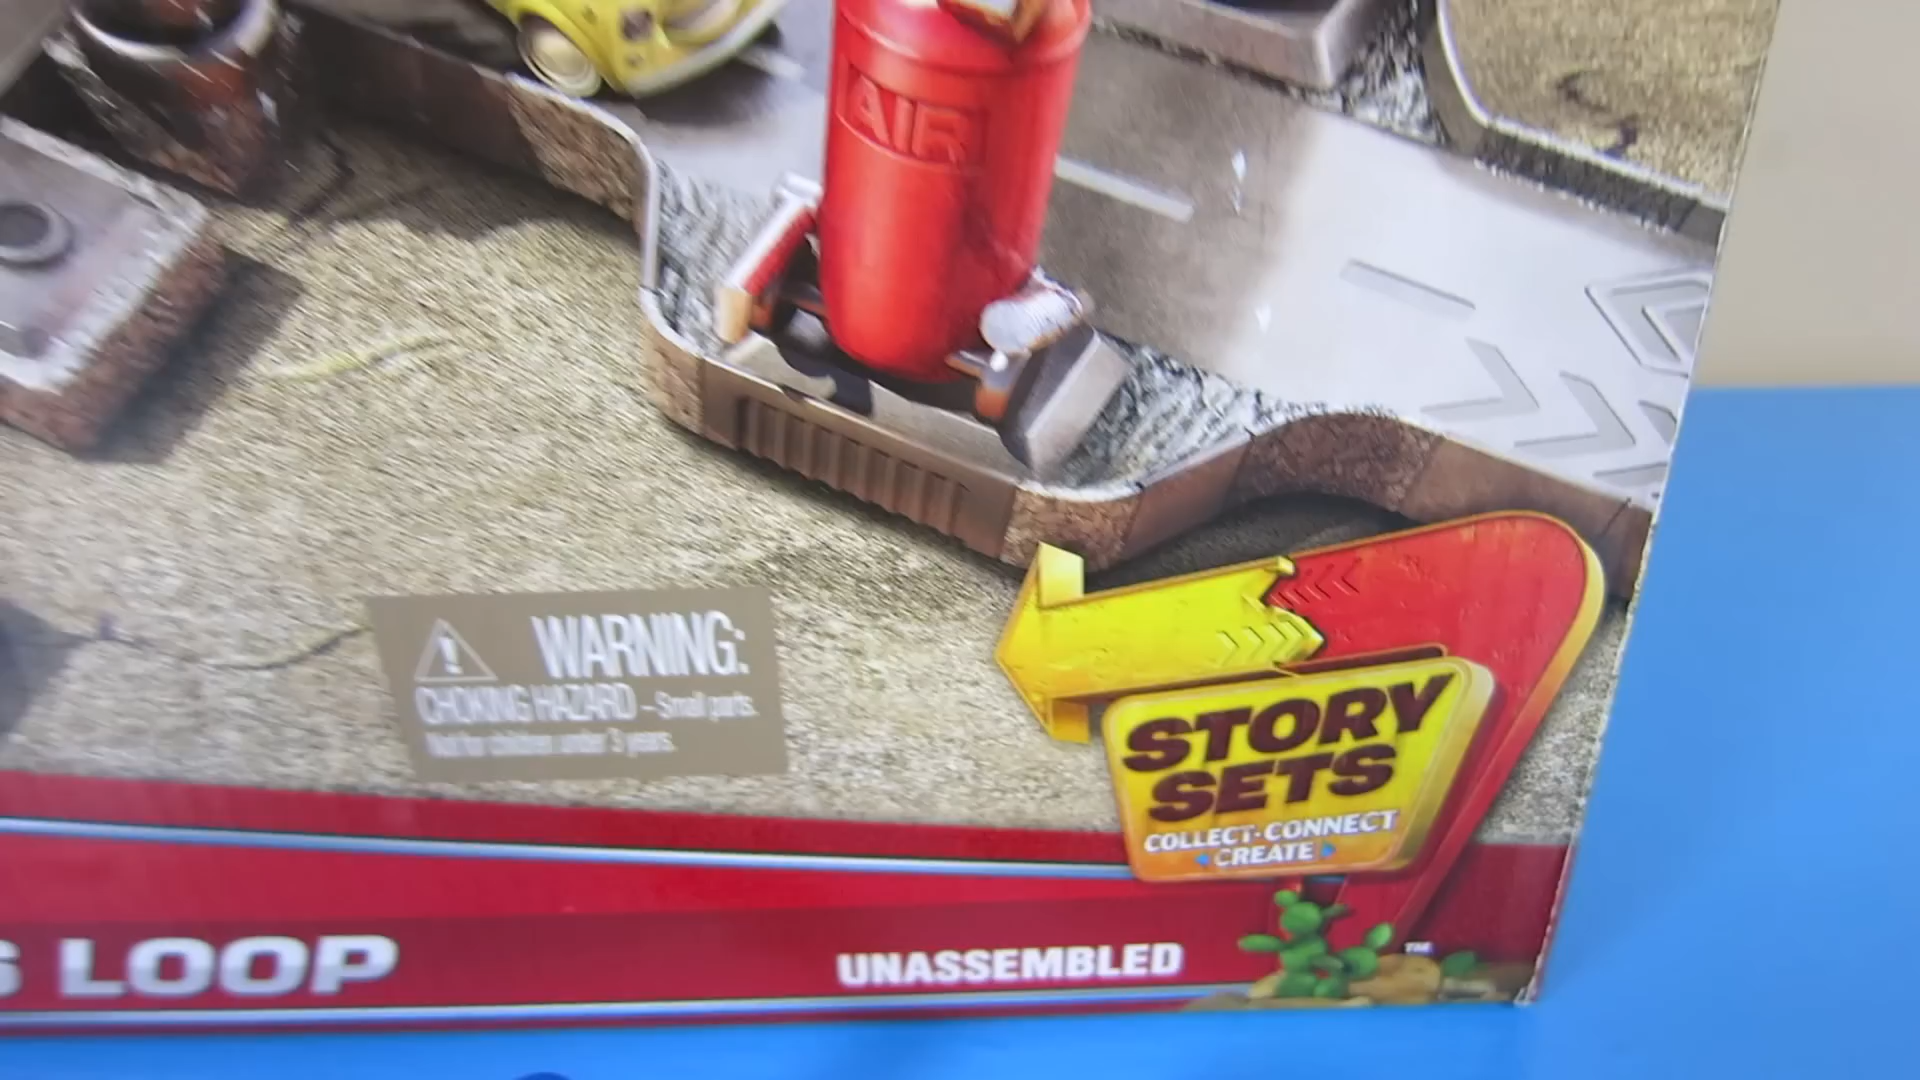 AIR
WARNING:
CHOKING HAZARD – Small parts.
Not for children under 3 years.
STORY
SETS
COLLECT · CONNECT
CREATE
LOOP
UNASSEMBLED
TM